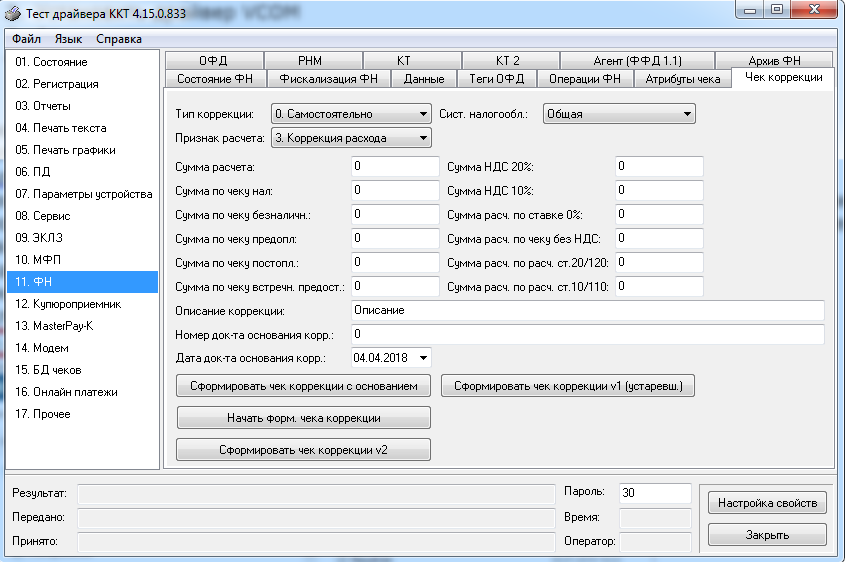 Тест драйвера ККТ 4.15.0.833
Файл Язык Справка
01. Состояние
02. Регистрация
03. Отчеты
04. Печать текста
05. Печать графики
06. ПД
07. Параметры устройства
08. Сервис
09. ЭКЛЗ
10. МФП
11. ФН
12. Купюроприемник
13. MasterPay-K
14. Модем
15. БД чеков
16. Онлайн платежи
17. Прочее
ОФД РНМ КТ КТ 2 Агент (ФФД 1.1) Архив ФН
Состояние ФН Фискализация ФН Данные Теги ОФД Операции ФН Атрибуты чека Чек коррекции
Тип коррекции: 0. Самостоятельно Сист. налогообл.: Общая
Признак расчета: 3. Коррекция расхода
Сумма расчета: 0 Сумма НДС 20%: 0
Сумма по чеку нал: 0 Сумма НДС 10%: 0
Сумма по чеку безналичн.: 0 Сумма расч. по ставке 0%: 0
Сумма по чеку предопл: 0 Сумма расч. по чеку без НДС: 0
Сумма по чеку постопл.: 0 Сумма расч. по расч. ст.20/120: 0
Сумма по чеку встречн. предост.: 0 Сумма расч. по расч. ст.10/110: 0
Описание коррекции: Описание
Номер док-та основания корр.: 0
Дата док-та основания корр.: 04.04.2018
Сформировать чек коррекции с основанием Сформировать чек коррекции v1 (устаревш.)
Начать форм. чека коррекции
Сформировать чек коррекции v2
Результат: Пароль: 30 Настройка свойств
Передано: Время:
Принято: Оператор: Закрыть